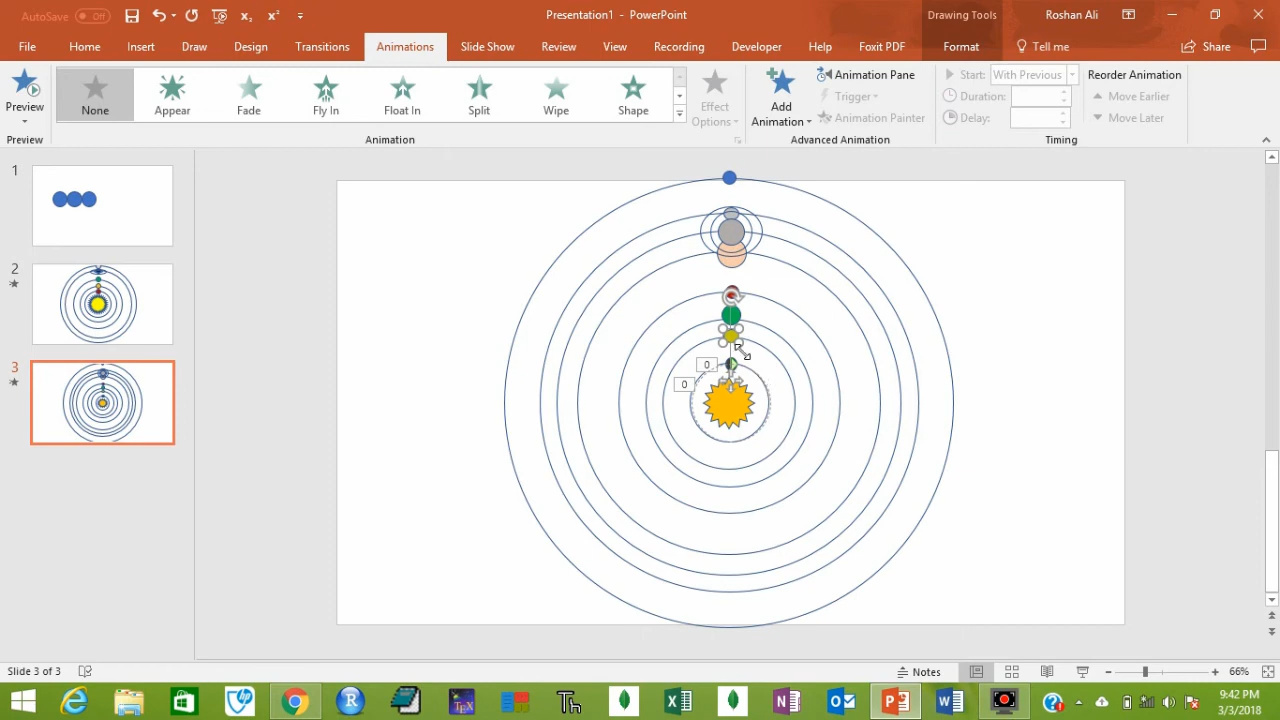 AutoSave Off Presentation1 - PowerPoint Drawing Tools Roshan Ali
File Home Insert Draw Design Transitions Animations Slide Show Review View Recording Developer Help Foxit PDF Format Tell me Share
Preview
Preview
None Appear Fade Fly In Float In Split Wipe Shape
Animation
Effect Options
Add Animation
Animation Pane
Trigger
Animation Painter
Advanced Animation
Start: With Previous
Duration:
Delay:
Timing
Reorder Animation
Move Earlier
Move Later
1
2
3
0
0
Slide 3 of 3 Notes 66%
9:42 PM
3/3/2018